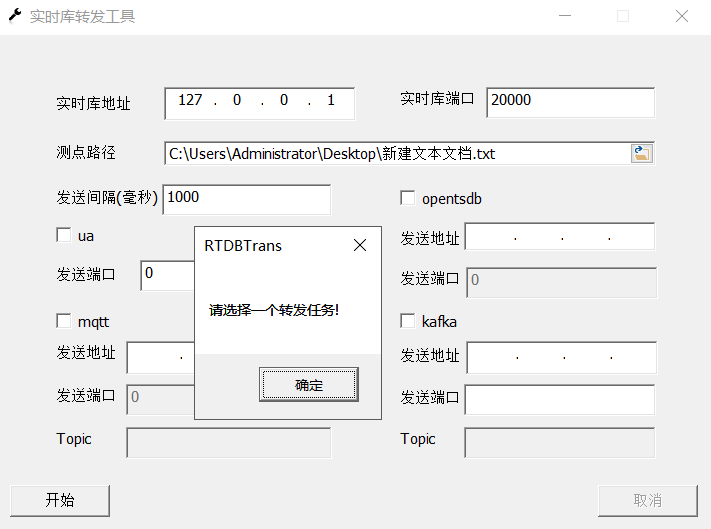 实时库转发工具
实时库地址 127 . 0 . 0 . 1 实时库端口 20000
测点路径 C:\Users\Administrator\Desktop\新建文本文档.txt
发送间隔(毫秒) 1000 opentsdb
ua 发送地址 . . .
发送端口 0 发送端口 0
mqtt kafka
发送地址 . 发送地址 . . .
发送端口 0 发送端口
Topic Topic
开始 取消
RTDBTrans
请选择一个转发任务!
确定